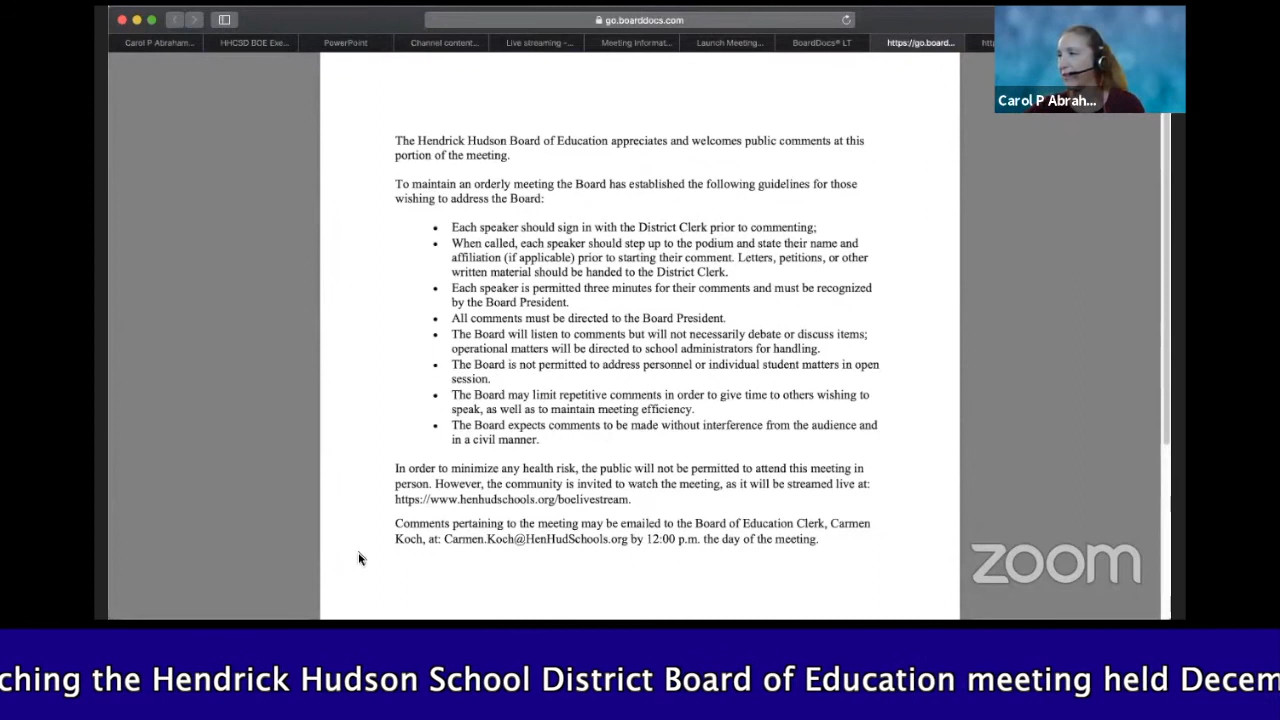 go.boarddocs.com
Carol P Abraham... HHCSD BOE Exe... PowerPoint Channel content... Live streaming -... Meeting Informat... Launch Meeting... BoardDocs® LT https://go.board...
Carol P Abrah...
The Hendrick Hudson Board of Education appreciates and welcomes public comments at this
portion of the meeting.
To maintain an orderly meeting the Board has established the following guidelines for those
wishing to address the Board:
• Each speaker should sign in with the District Clerk prior to commenting;
• When called, each speaker should step up to the podium and state their name and
affiliation (if applicable) prior to starting their comment. Letters, petitions, or other
written material should be handed to the District Clerk.
• Each speaker is permitted three minutes for their comments and must be recognized
by the Board President.
• All comments must be directed to the Board President.
• The Board will listen to comments but will not necessarily debate or discuss items;
operational matters will be directed to school administrators for handling.
• The Board is not permitted to address personnel or individual student matters in open
session.
• The Board may limit repetitive comments in order to give time to others wishing to
speak, as well as to maintain meeting efficiency.
• The Board expects comments to be made without interference from the audience and
in a civil manner.
In order to minimize any health risk, the public will not be permitted to attend this meeting in
person. However, the community is invited to watch the meeting, as it will be streamed live at:
https://www.henhudschools.org/boelivestream.
Comments pertaining to the meeting may be emailed to the Board of Education Clerk, Carmen
Koch, at: Carmen.Koch@HenHudSchools.org by 12:00 p.m. the day of the meeting.
zoom
ching the Hendrick Hudson School District Board of Education meeting held Decem